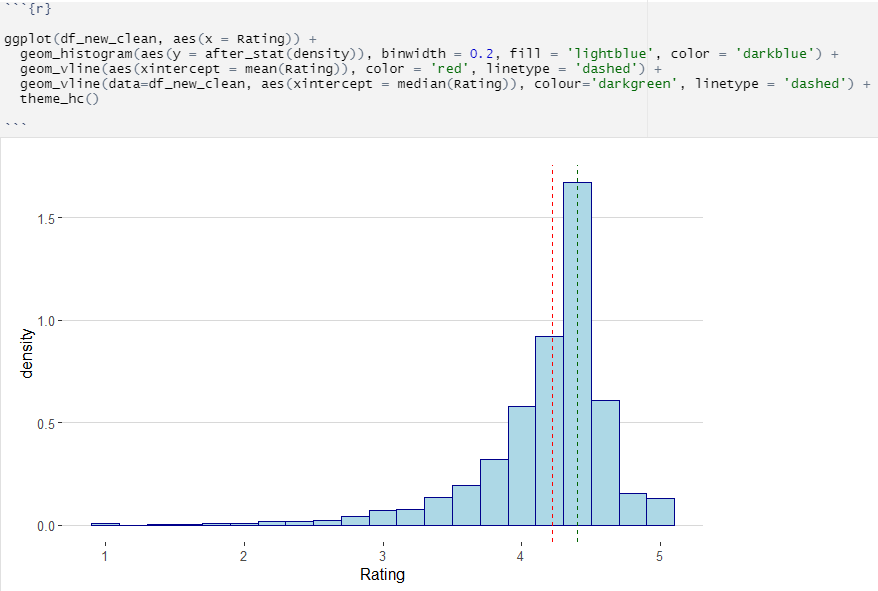 ```{r}
ggplot(df_new_clean, aes(x = Rating)) +
  geom_histogram(aes(y = after_stat(density)), binwidth = 0.2, fill = 'lightblue', color = 'darkblue') +
  geom_vline(aes(xintercept = mean(Rating)), color = 'red', linetype = 'dashed') +
  geom_vline(data=df_new_clean, aes(xintercept = median(Rating)), colour='darkgreen', linetype = 'dashed') +
  theme_hc()
```
1.5
1.0
0.5
0.0
density
1 2 3 4 5
Rating